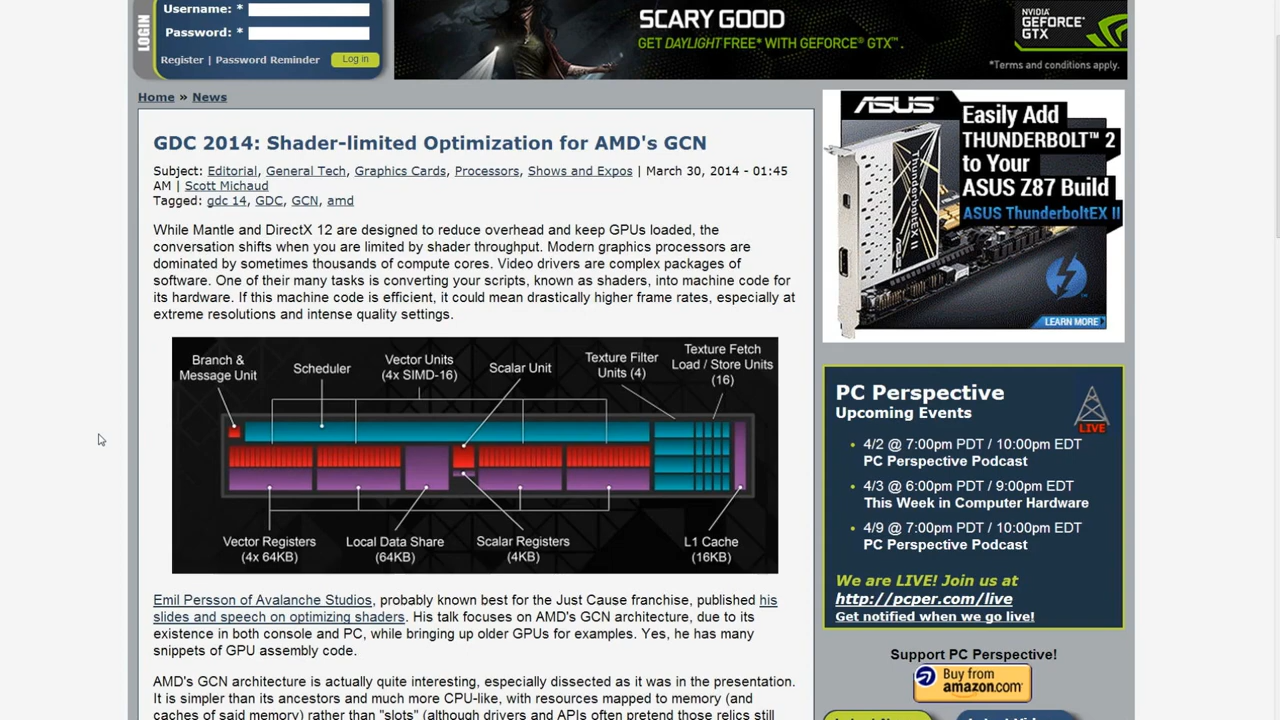 Username: *
Password: *
LOGIN
Register | Password Reminder
Log in
SCARY GOOD
GET DAYLIGHT FREE* WITH GEFORCE® GTX™.
NVIDIA
GEFORCE®
GTX™
*Terms and conditions apply.
Home » News
GDC 2014: Shader-limited Optimization for AMD's GCN
Subject: Editorial, General Tech, Graphics Cards, Processors, Shows and Expos | March 30, 2014 - 01:45
AM | Scott Michaud
Tagged: gdc 14, GDC, GCN, amd
While Mantle and DirectX 12 are designed to reduce overhead and keep GPUs loaded, the
conversation shifts when you are limited by shader throughput. Modern graphics processors are
dominated by sometimes thousands of compute cores. Video drivers are complex packages of
software. One of their many tasks is converting your scripts, known as shaders, into machine code for
its hardware. If this machine code is efficient, it could mean drastically higher frame rates, especially at
extreme resolutions and intense quality settings.
Branch &
Message Unit
Scheduler
Vector Units
(4x SIMD-16)
Scalar Unit
Texture Filter
Units (4)
Texture Fetch
Load / Store Units
(16)
Vector Registers
(4x 64KB)
Local Data Share
(64KB)
Scalar Registers
(4KB)
L1 Cache
(16KB)
Emil Persson of Avalanche Studios, probably known best for the Just Cause franchise, published his
slides and speech on optimizing shaders. His talk focuses on AMD's GCN architecture, due to its
existence in both console and PC, while bringing up older GPUs for examples. Yes, he has many
snippets of GPU assembly code.
AMD's GCN architecture is actually quite interesting, especially dissected as it was in the presentation.
It is simpler than its ancestors and much more CPU-like, with resources mapped to memory (and
caches of said memory) rather than "slots" (although drivers and APIs often pretend those relics still
ASUS
Easily Add
THUNDERBOLT™ 2
to Your
ASUS Z87 Build
ASUS ThunderboltEX II
LEARN MORE
PC Perspective
Upcoming Events
LIVE
4/2 @ 7:00pm PDT / 10:00pm EDT
PC Perspective Podcast
4/3 @ 6:00pm PDT / 9:00pm EDT
This Week in Computer Hardware
4/9 @ 7:00pm PDT / 10:00pm EDT
PC Perspective Podcast
We are LIVE! Join us at
http://pcper.com/live
Get notified when we go live!
Support PC Perspective!
Buy from
amazon.com